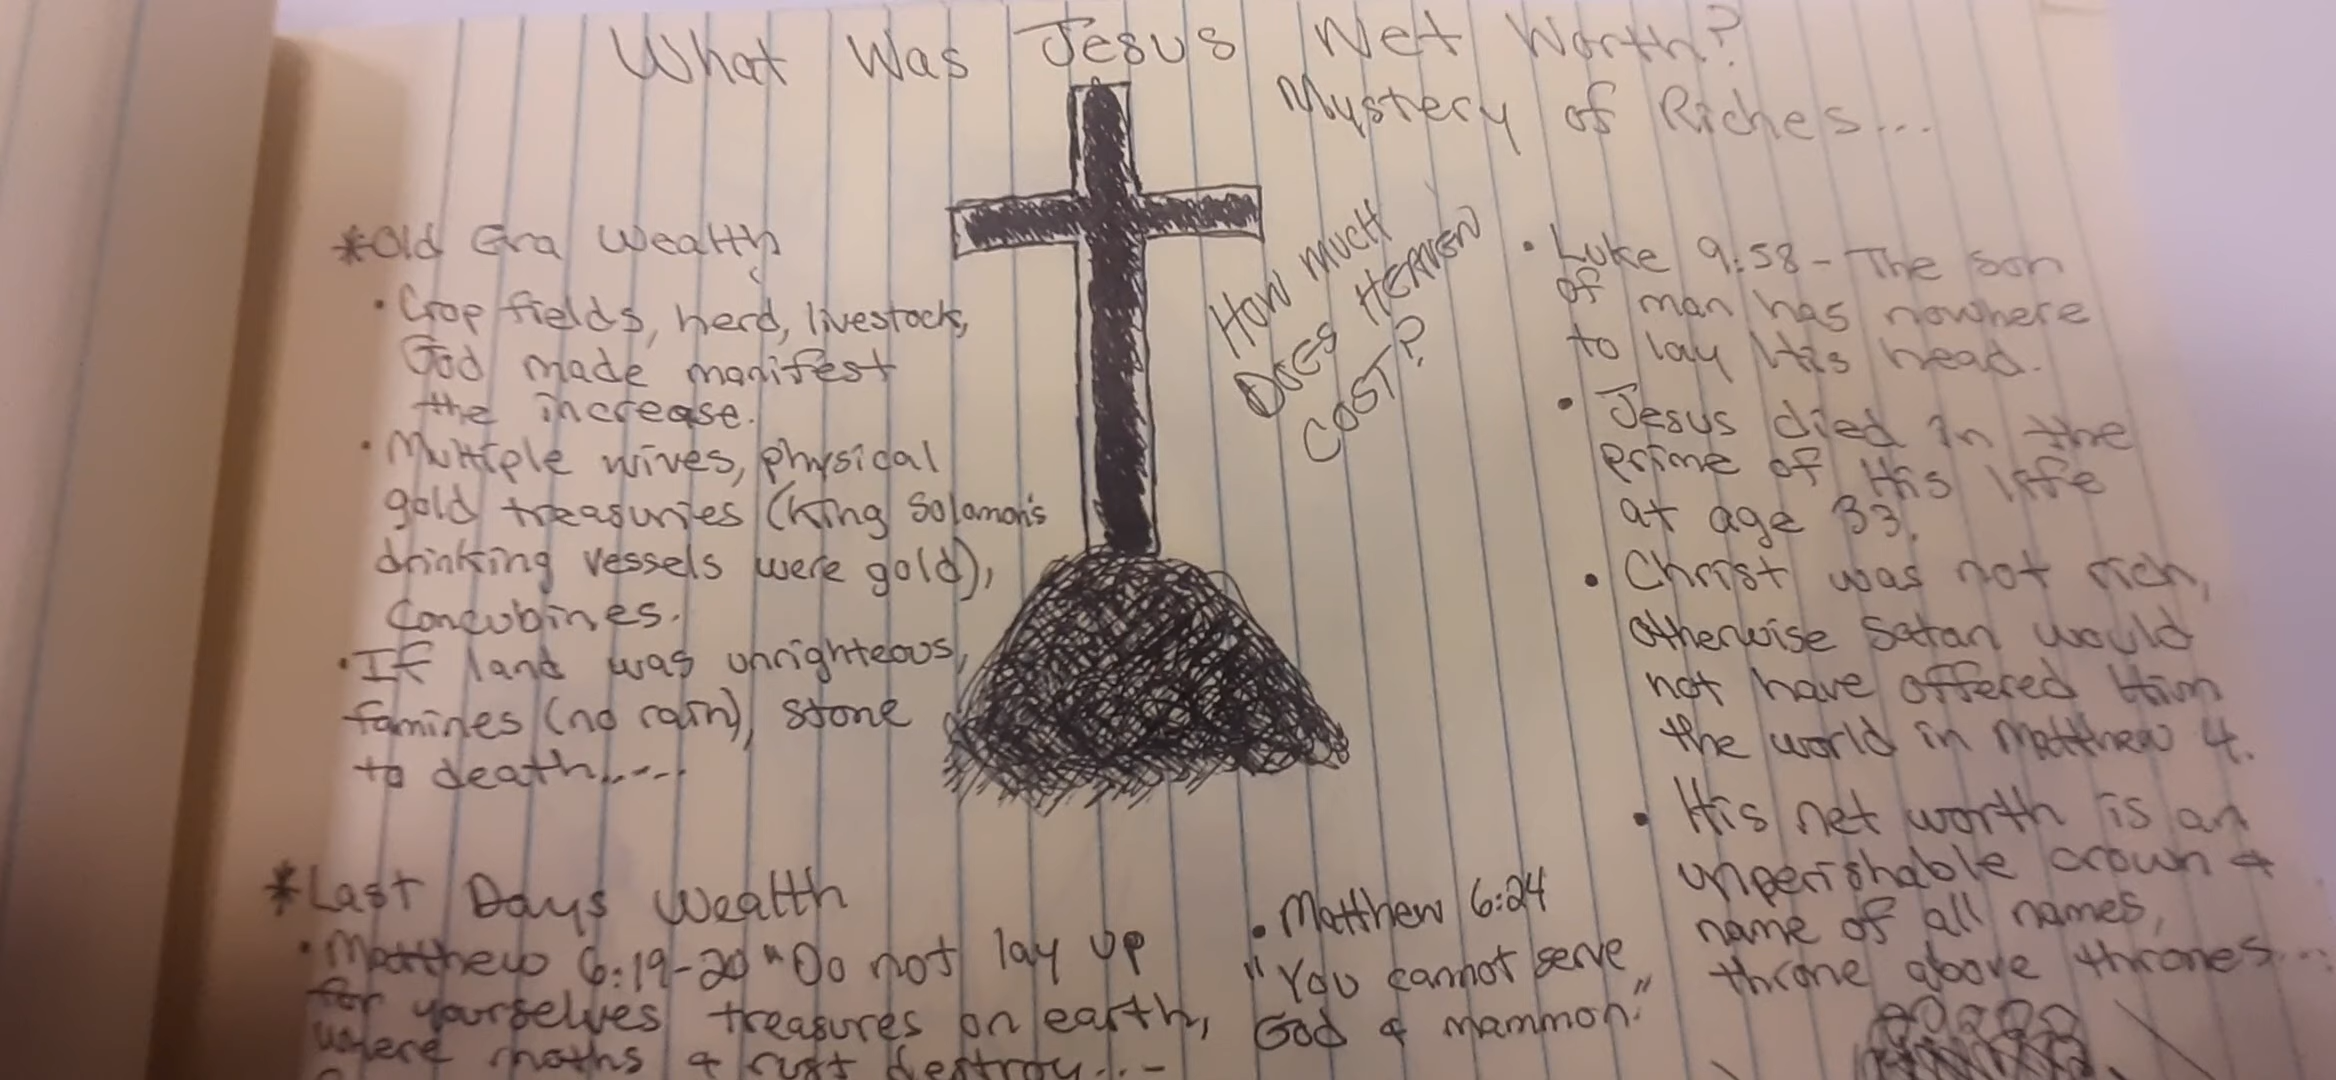 What Was Jesus Net Worth?
Mystery of Riches...
*Old Era Wealth
• Crop fields, herd, livestock,
God made manifest
the increase.
• Multiple wives, physical
gold treasuries (King Solomon's
drinking vessels were gold),
Concubines.
• If land was unrighteous,
famines (no rain), stone
to death......
HOW MUCH
DOES HEAVEN
COST?
• Luke 9:58 - The son
of man has nowhere
to lay His head.
• Jesus died in the
prime of His life
at age 33.
• Christ was not rich,
otherwise Satan would
not have offered Him
the world in Matthew 4.
• His net worth is an
unperishable crown &
name of all names,
throne above thrones...
*Last Days Wealth
• Matthew 6:19-20 "Do not lay up
for yourselves treasures on earth,
where moths & rust destroy...
• Matthew 6:24
"You cannot serve
God & mammon."